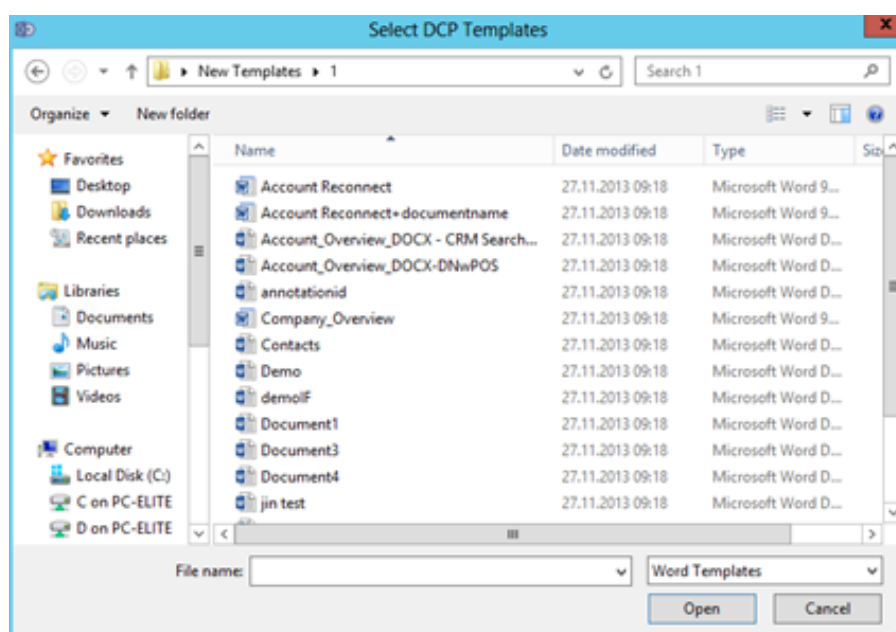 Select DCP Templates
New Templates 1
Search 1
Organize New folder
Name Date modified Type
Favorites
Desktop
Downloads
Recent places
Libraries
Documents
Music
Pictures
Videos
Computer
Local Disk (C:)
C on PC-ELITE
D on PC-ELITE
Account Reconnect 27.11.2013 09:18 Microsoft Word 9...
Account Reconnect+documentname 27.11.2013 09:18 Microsoft Word 9...
Account_Overview_DOCX - CRM Search... 27.11.2013 09:18 Microsoft Word D...
Account_Overview_DOCX-DNwPOS 27.11.2013 09:18 Microsoft Word D...
annotationid 27.11.2013 09:18 Microsoft Word D...
Company_Overview 27.11.2013 09:18 Microsoft Word 9...
Contacts 27.11.2013 09:18 Microsoft Word D...
Demo 27.11.2013 09:18 Microsoft Word D...
demoIF 27.11.2013 09:18 Microsoft Word D...
Document1 27.11.2013 09:18 Microsoft Word D...
Document3 27.11.2013 09:18 Microsoft Word D...
Document4 27.11.2013 09:18 Microsoft Word D...
jin test 27.11.2013 09:18 Microsoft Word D...
File name: Word Templates
Open Cancel